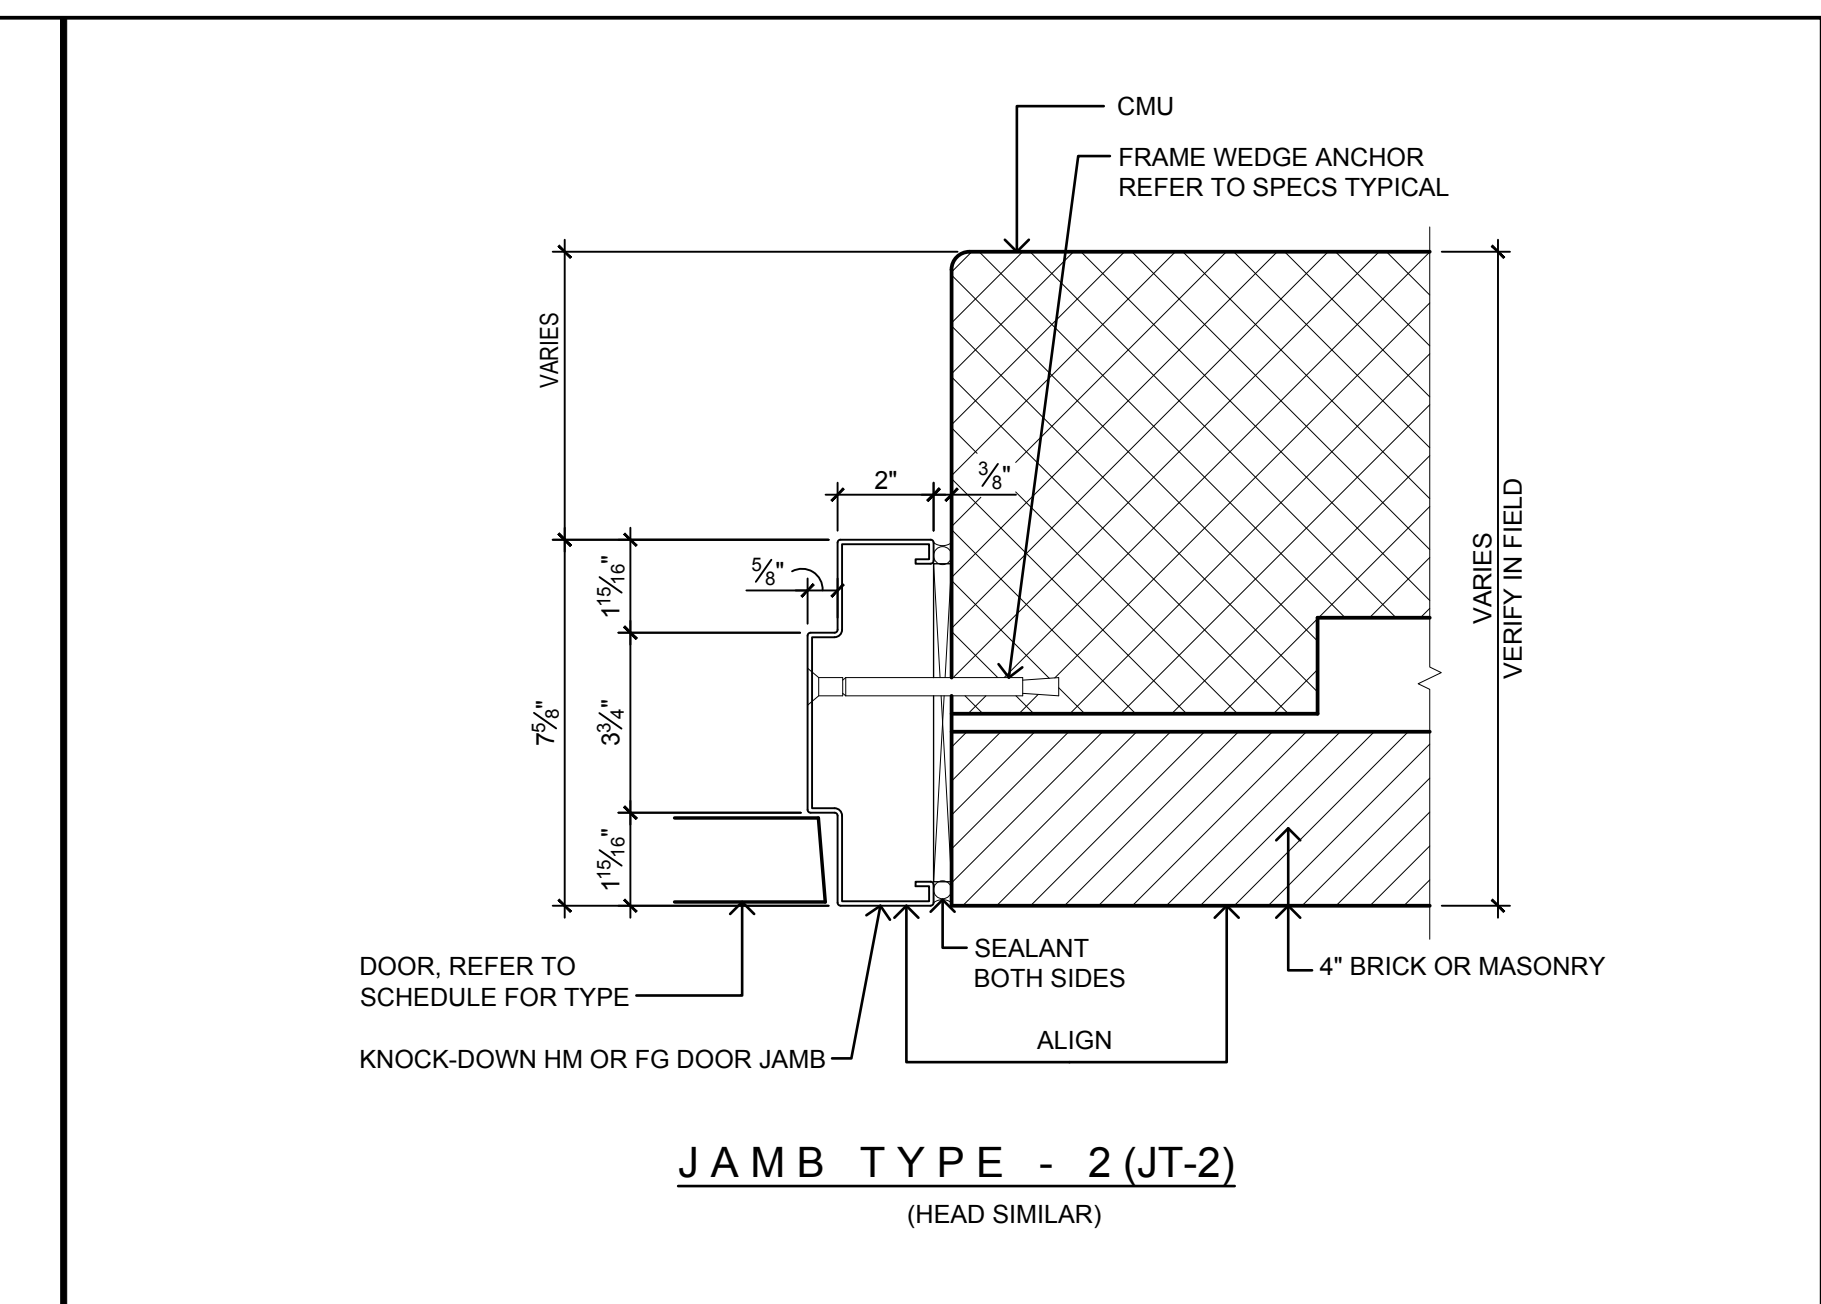 CMU
FRAME WEDGE ANCHOR
REFER TO SPECS TYPICAL
VARIES
2"
3/8"
5/8"
1 15/16"
7 5/8"
3 3/4"
1 15/16"
VARIES
VERIFY IN FIELD
DOOR, REFER TO
SCHEDULE FOR TYPE
SEALANT
BOTH SIDES
4" BRICK OR MASONRY
ALIGN
KNOCK-DOWN HM OR FG DOOR JAMB
JAMB TYPE - 2 (JT-2)
(HEAD SIMILAR)